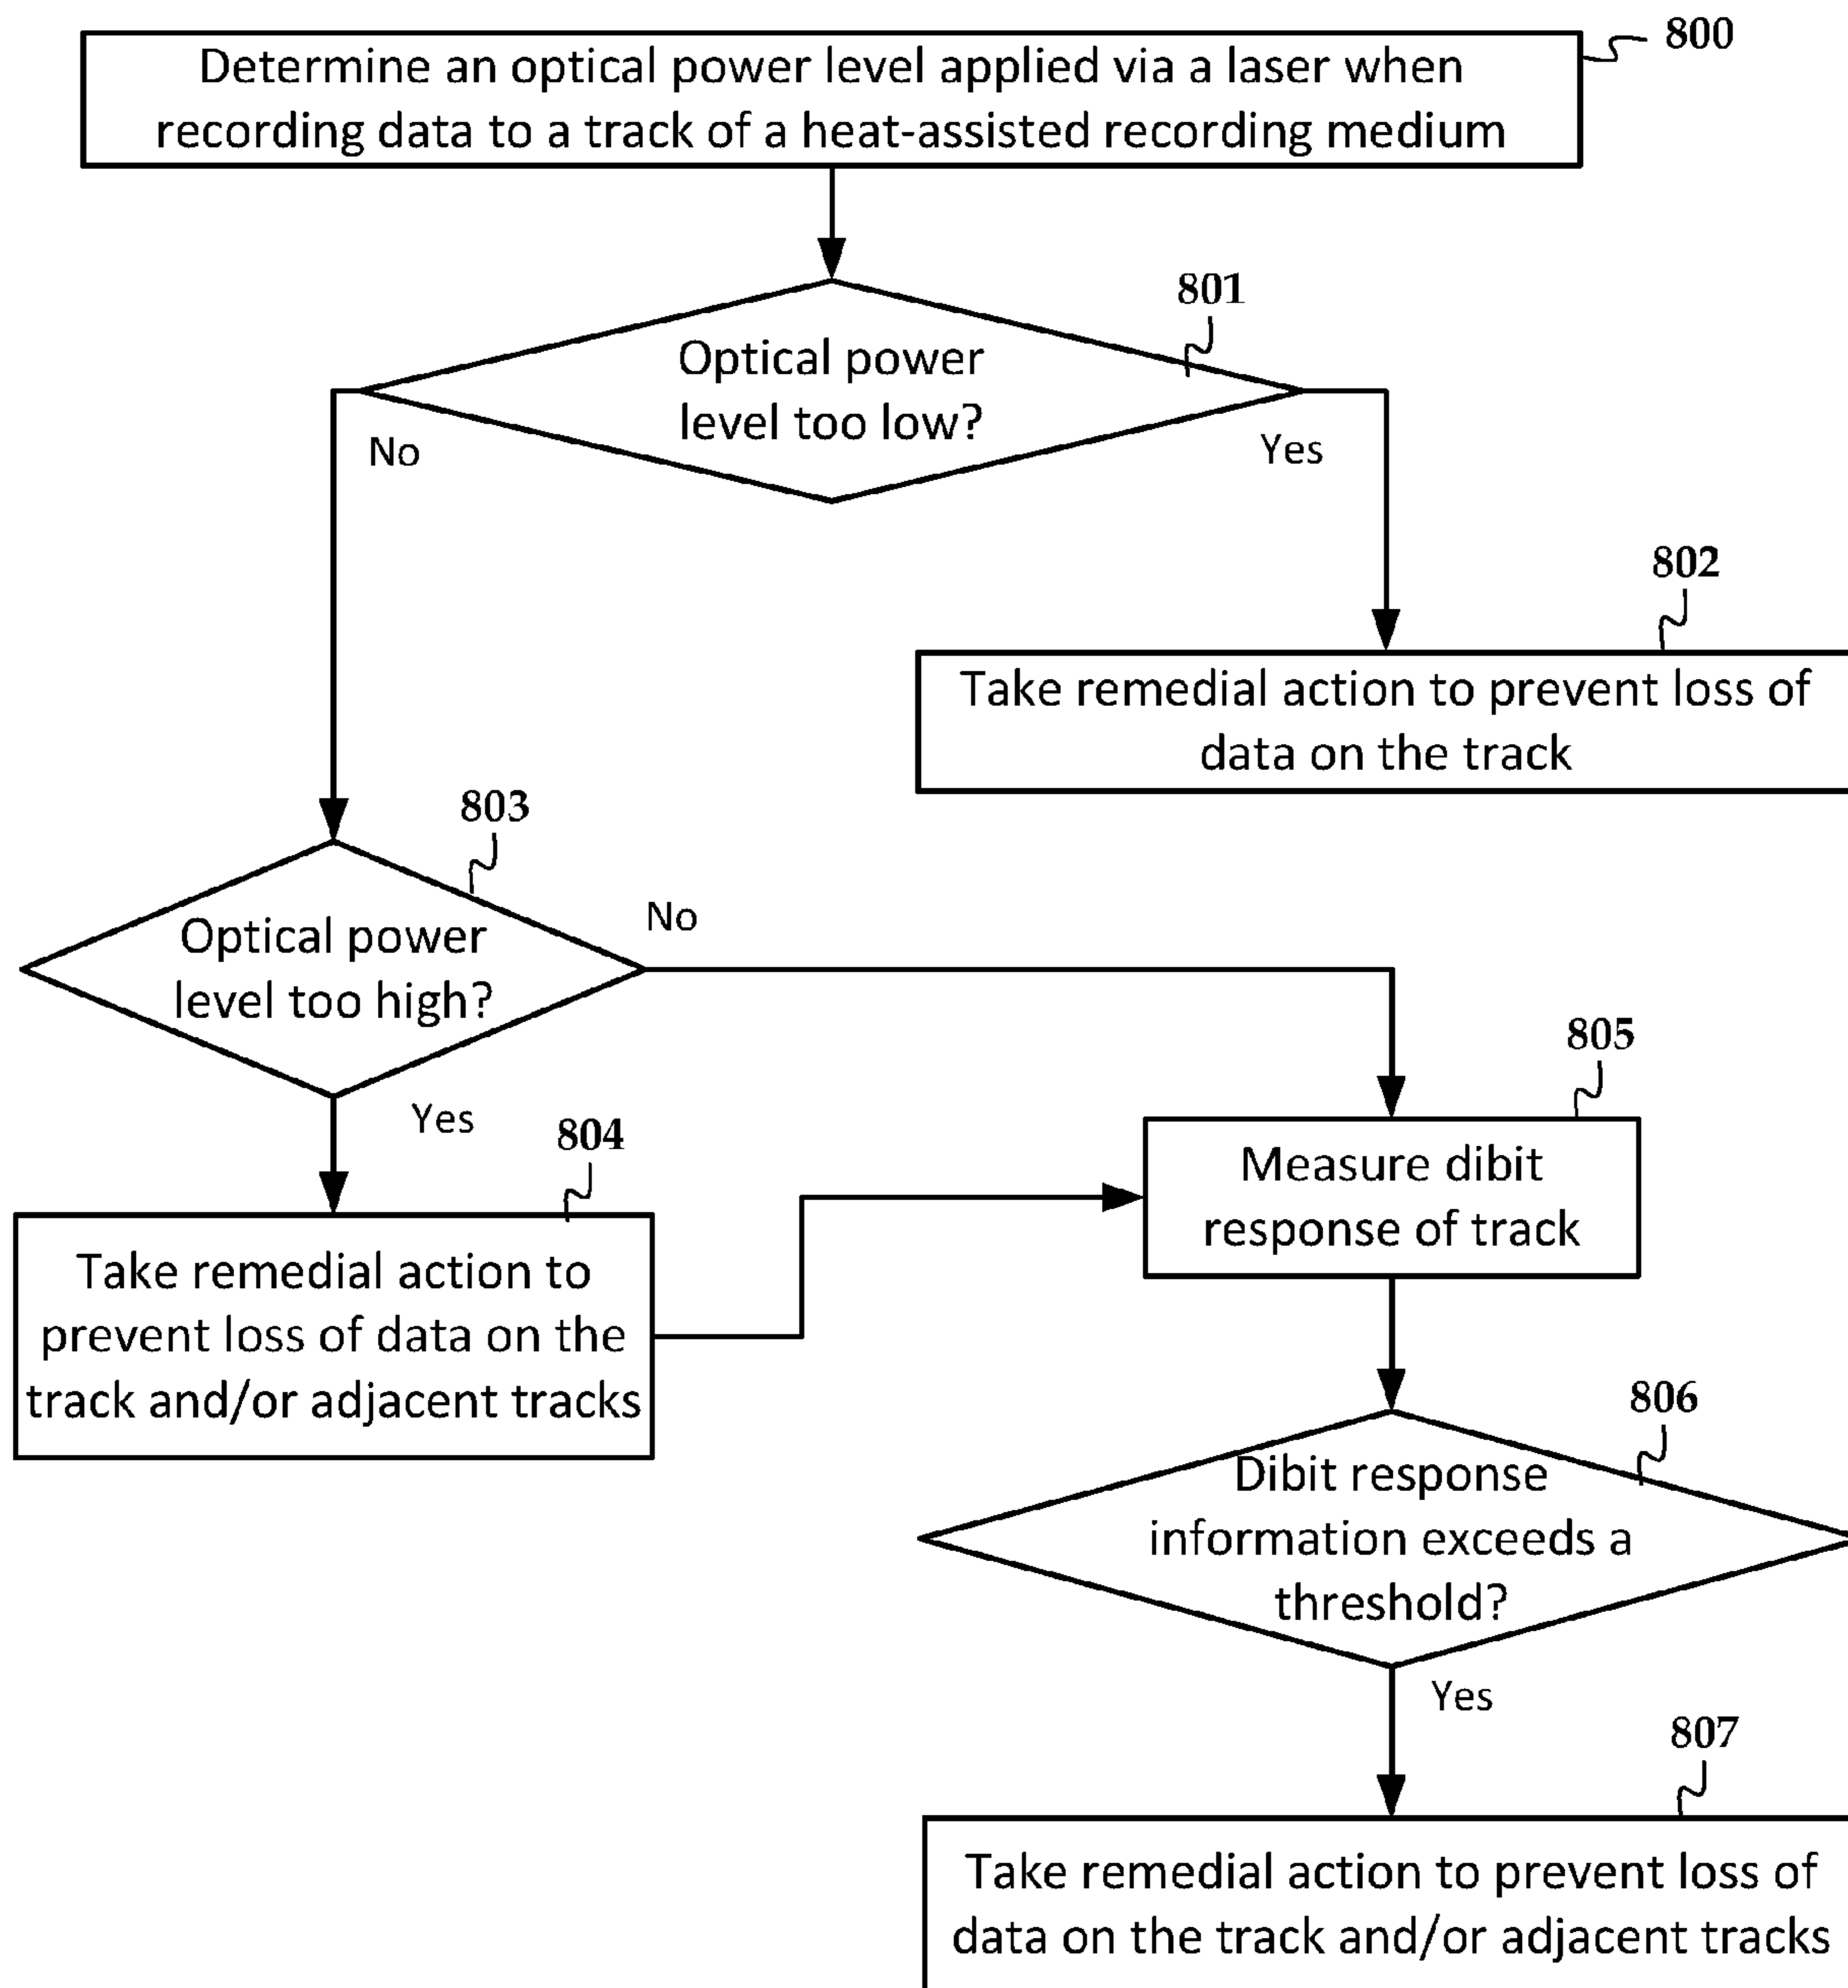 800
Determine an optical power level applied via a laser when
recording data to a track of a heat-assisted recording medium
801
Optical power
level too low?
No
Yes
802
Take remedial action to prevent loss of
data on the track
803
Optical power
level too high?
No
Yes
804
Take remedial action to
prevent loss of data on the
track and/or adjacent tracks
805
Measure dibit
response of track
806
Dibit response
information exceeds a
threshold?
Yes
807
Take remedial action to prevent loss of
data on the track and/or adjacent tracks